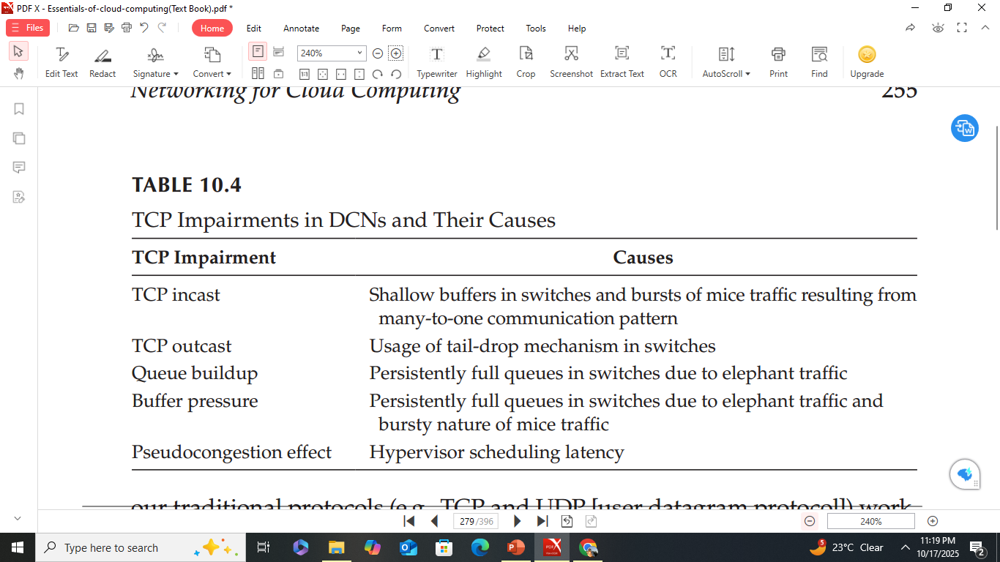 PDF X - Essentials-of-cloud-computing(Text Book).pdf *
Files
Home Edit Annotate Page Form Convert Protect Tools Help
240%
Edit Text Redact Signature Convert Typewriter Highlight Crop Screenshot Extract Text OCR AutoScroll Print Find Upgrade
Networking for Cloud Computing 255
TABLE 10.4
TCP Impairments in DCNs and Their Causes
TCP Impairment Causes
TCP incast Shallow buffers in switches and bursts of mice traffic resulting from
many-to-one communication pattern
TCP outcast Usage of tail-drop mechanism in switches
Queue buildup Persistently full queues in switches due to elephant traffic
Buffer pressure Persistently full queues in switches due to elephant traffic and
bursty nature of mice traffic
Pseudocongestion effect Hypervisor scheduling latency
our traditional protocols (e.g., TCP and UDP [user datagram protocol]) work
279 /396 240%
Type here to search 5 23°C Clear 11:19 PM
10/17/2025 2